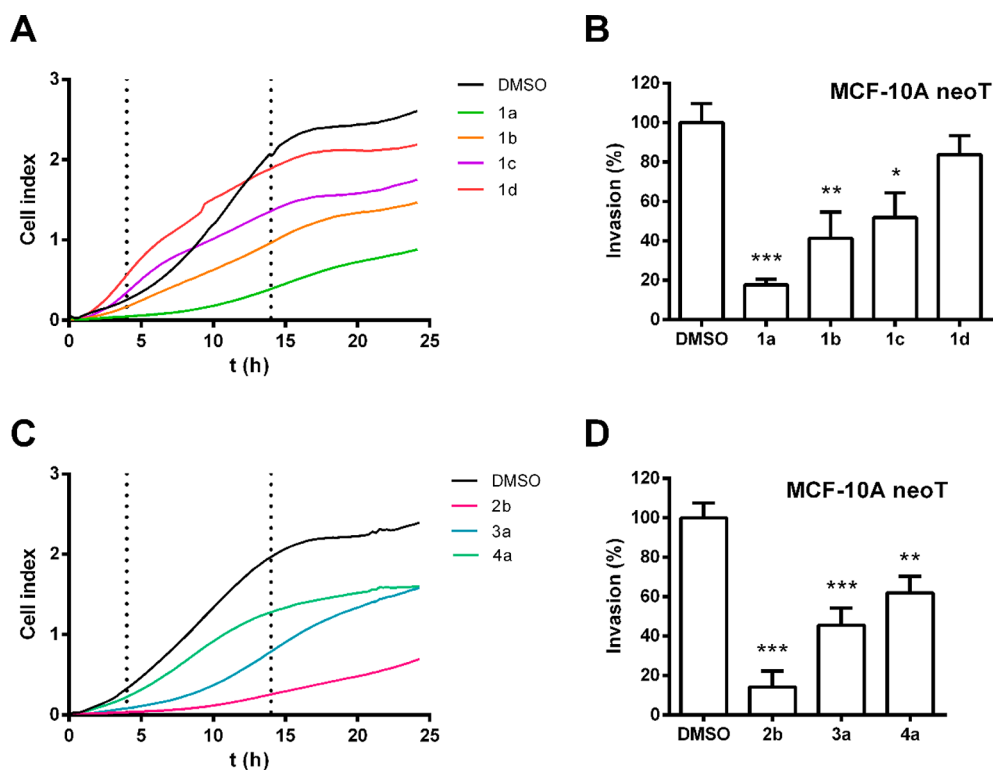 A
Cell index
3
2
1
0
0 5 10 15 20 25
t (h)
DMSO
1a
1b
1c
1d
B
MCF-10A neoT
Invasion (%)
120
100
80
60
40
20
0
***
**
*
DMSO 1a 1b 1c 1d
C
Cell index
3
2
1
0
0 5 10 15 20 25
t (h)
DMSO
2b
3a
4a
D
MCF-10A neoT
Invasion (%)
120
100
80
60
40
20
0
***
***
**
DMSO 2b 3a 4a